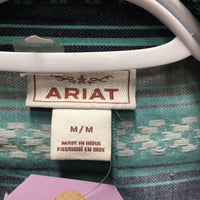 ARIAT
M/M
MADE IN INDIA
FABRIQUÉ EN INDE